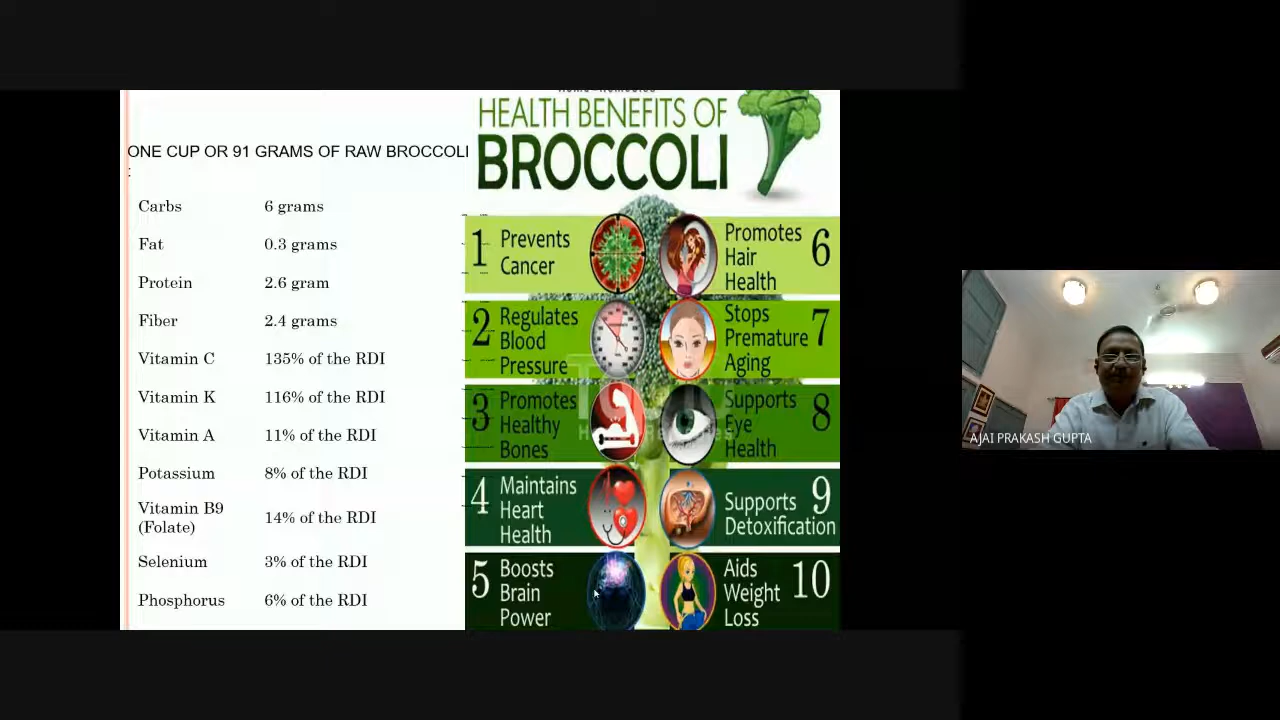 ONE CUP OR 91 GRAMS OF RAW BROCCOLI
:
Carbs 6 grams
Fat 0.3 grams
Protein 2.6 gram
Fiber 2.4 grams
Vitamin C 135% of the RDI
Vitamin K 116% of the RDI
Vitamin A 11% of the RDI
Potassium 8% of the RDI
Vitamin B9
(Folate) 14% of the RDI
Selenium 3% of the RDI
Phosphorus 6% of the RDI
HEALTH BENEFITS OF
BROCCOLI
1 Prevents
Cancer
2 Regulates
Blood
Pressure
3 Promotes
Healthy
Bones
4 Maintains
Heart
Health
5 Boosts
Brain
Power
Promotes 6
Hair
Health
Stops 7
Premature
Aging
Supports 8
Eye
Health
Supports 9
Detoxification
Aids 10
Weight
Loss
AJAI PRAKASH GUPTA